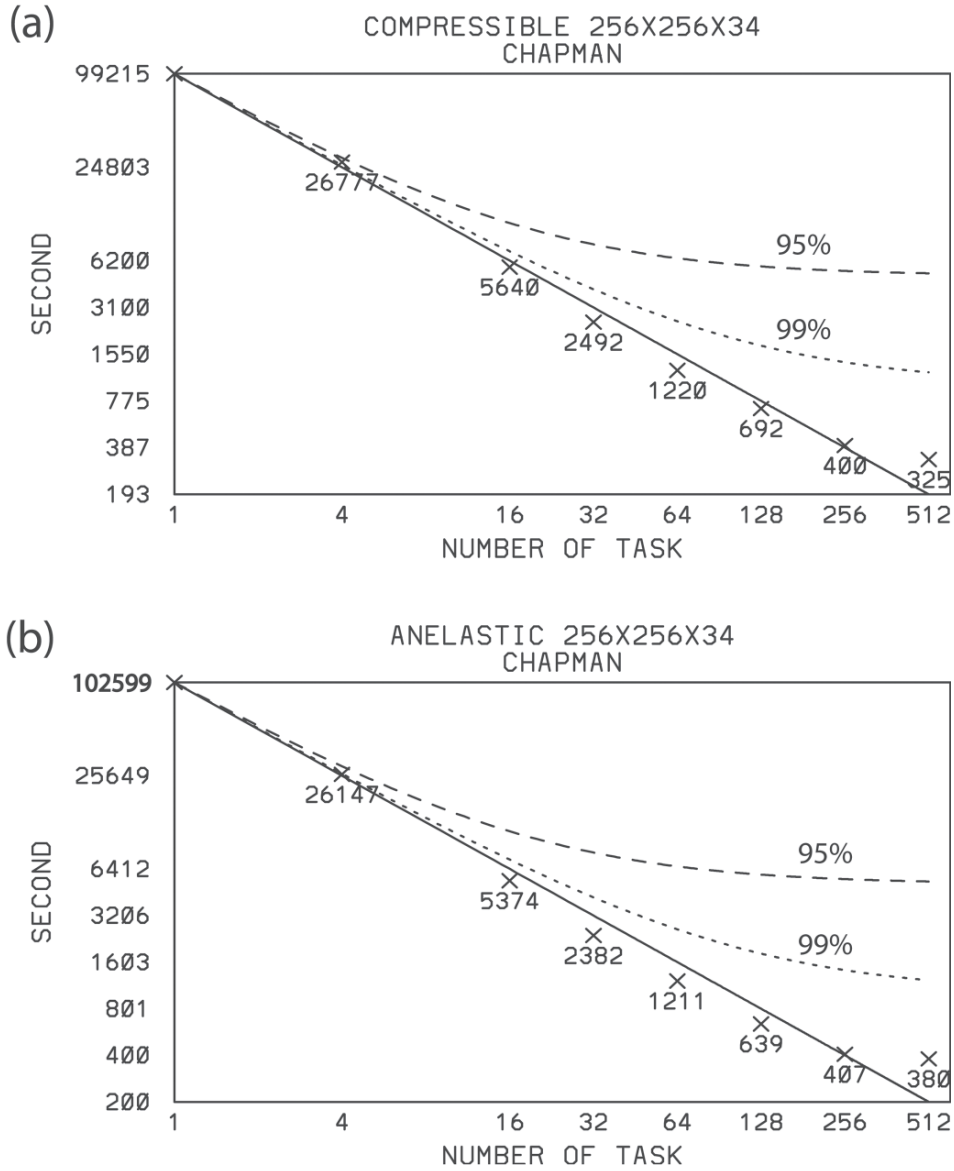 (a)
COMPRESSIBLE 256X256X34
CHAPMAN
99215
24803
6200
3100
1550
775
387
193
SECOND
26777
5640
2492
1220
692
400
325
95%
99%
1 4 16 32 64 128 256 512
NUMBER OF TASK
(b)
ANELASTIC 256X256X34
CHAPMAN
102599
25649
6412
3206
1603
801
400
200
SECOND
26147
5374
2382
1211
639
407
380
95%
99%
1 4 16 32 64 128 256 512
NUMBER OF TASK